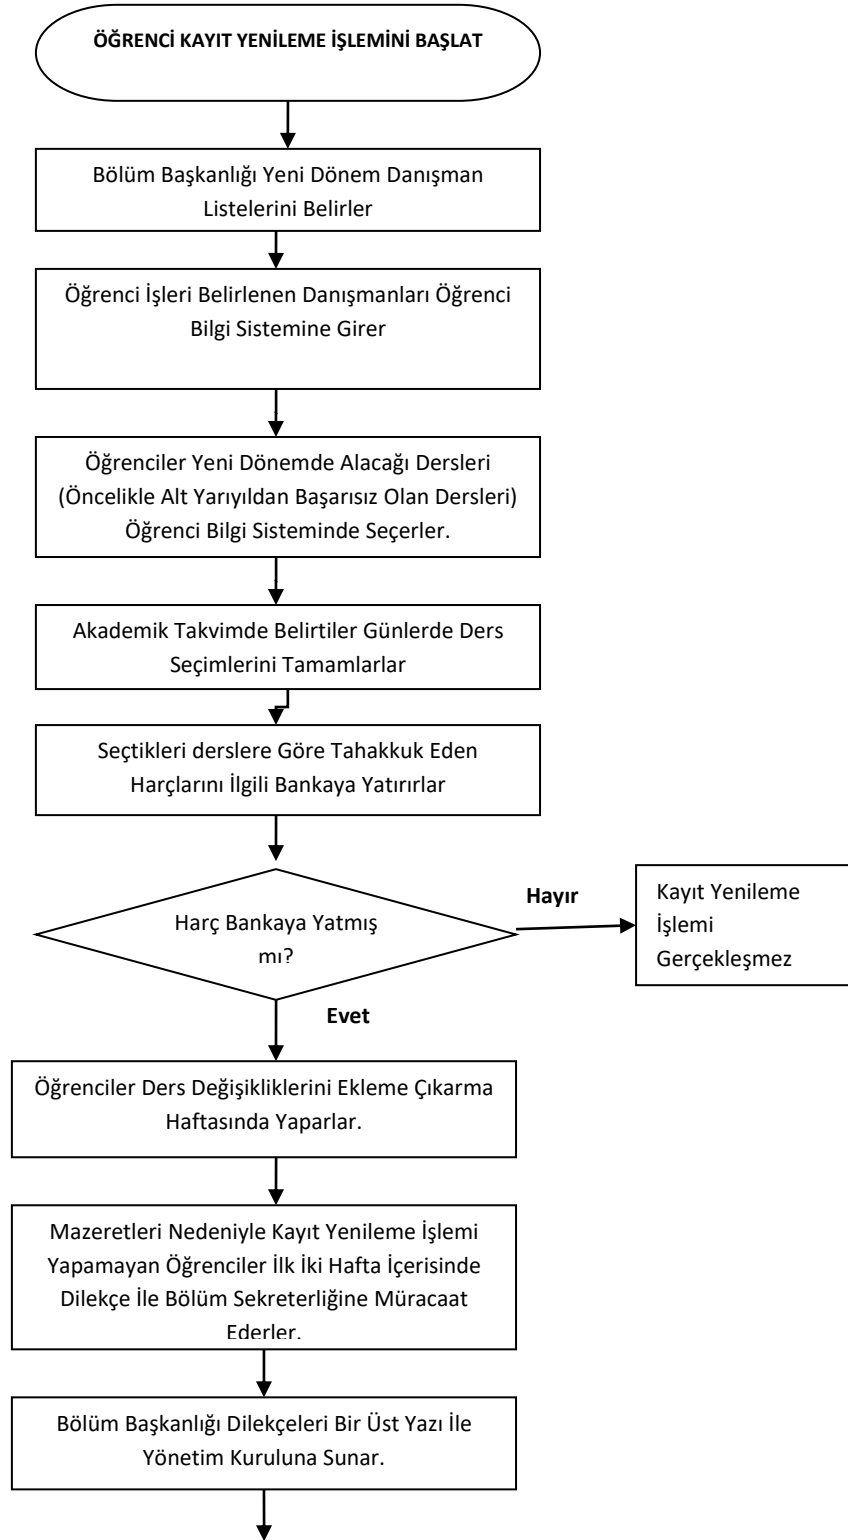 ÖĞRENCİ KAYIT YENİLEME İŞLEMİNİ BAŞLAT
Bölüm Başkanlığı Yeni Dönem Danışman
Listelerini Belirler
Öğrenci İşleri Belirlenen Danışmanları Öğrenci
Bilgi Sistemine Girer
Öğrenciler Yeni Dönemde Alacağı Dersleri
(Öncelikle Alt Yarıyıldan Başarısız Olan Dersleri)
Öğrenci Bilgi Sisteminde Seçerler.
Akademik Takvimde Belirtiler Günlerde Ders
Seçimlerini Tamamlarlar
Seçtikleri derslere Göre Tahakkuk Eden
Harçlarını İlgili Bankaya Yatırırlar
Harç Bankaya Yatmış
mı?
Hayır
Kayıt Yenileme
İşlemi
Gerçekleşmez
Evet
Öğrenciler Ders Değişikliklerini Ekleme Çıkarma
Haftasında Yaparlar.
Mazeretleri Nedeniyle Kayıt Yenileme İşlemi
Yapamayan Öğrenciler İlk İki Hafta İçerisinde
Dilekçe İle Bölüm Sekreterliğine Müracaat
Ederler.
Bölüm Başkanlığı Dilekçeleri Bir Üst Yazı İle
Yönetim Kuruluna Sunar.